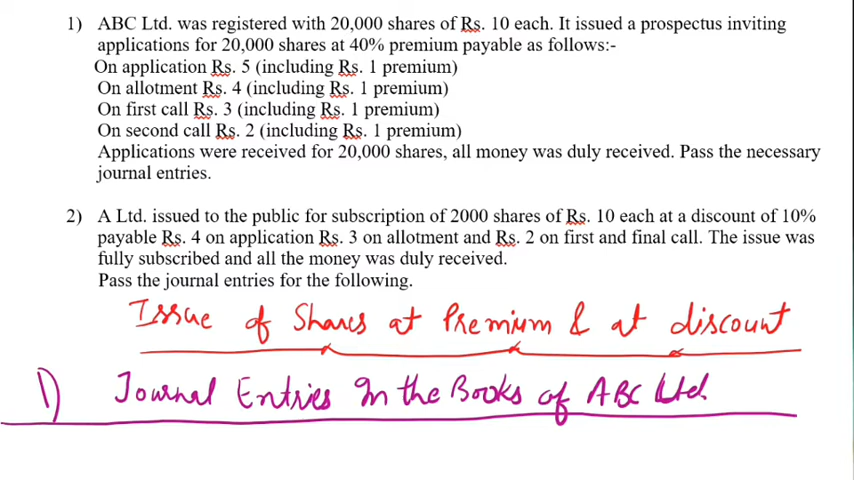 1) ABC Ltd. was registered with 20,000 shares of Rs. 10 each. It issued a prospectus inviting
applications for 20,000 shares at 40% premium payable as follows:-
On application Rs. 5 (including Rs. 1 premium)
On allotment Rs. 4 (including Rs. 1 premium)
On first call Rs. 3 (including Rs. 1 premium)
On second call Rs. 2 (including Rs. 1 premium)
Applications were received for 20,000 shares, all money was duly received. Pass the necessary
journal entries.
2) A Ltd. issued to the public for subscription of 2000 shares of Rs. 10 each at a discount of 10%
payable Rs. 4 on application Rs. 3 on allotment and Rs. 2 on first and final call. The issue was
fully subscribed and all the money was duly received.
Pass the journal entries for the following.
Issue of Shares at Premium & at discount
1) Journal Entries In the Books of ABC Ltd